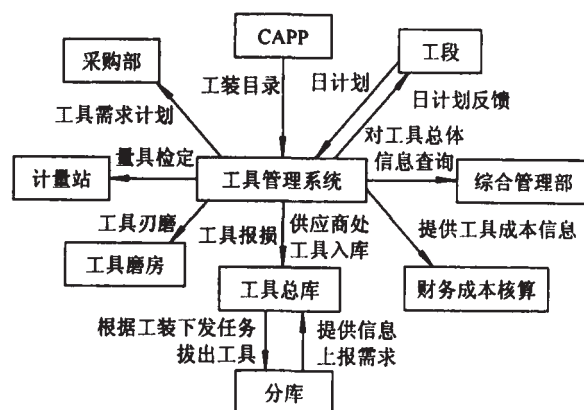 CAPP
工段
采购部
工装目录
日计划
日计划反馈
工具需求计划
对工具总体
信息查询
量具检定
计量站
工具管理系统
综合管理部
工具刃磨
工具报损
供应商处
工具入库
提供工具成本信息
工具磨房
工具总库
财务成本核算
根据工装下发任务
拨出工具
提供信息
上报需求
分库